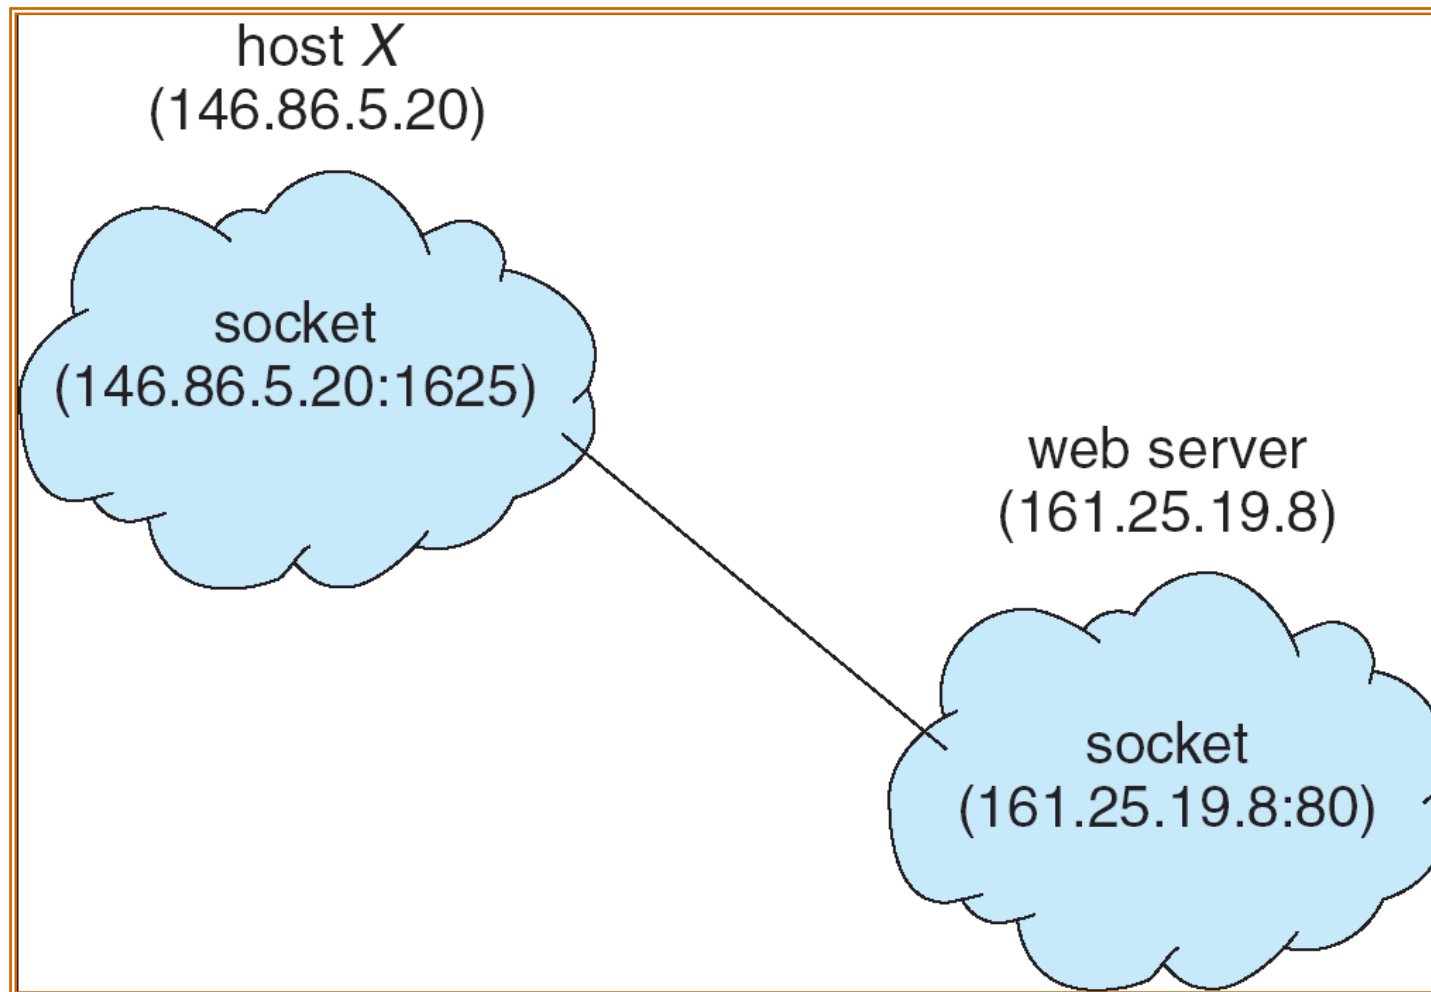 host X
(146.86.5.20)
socket
(146.86.5.20:1625)
web server
(161.25.19.8)
socket
(161.25.19.8:80)